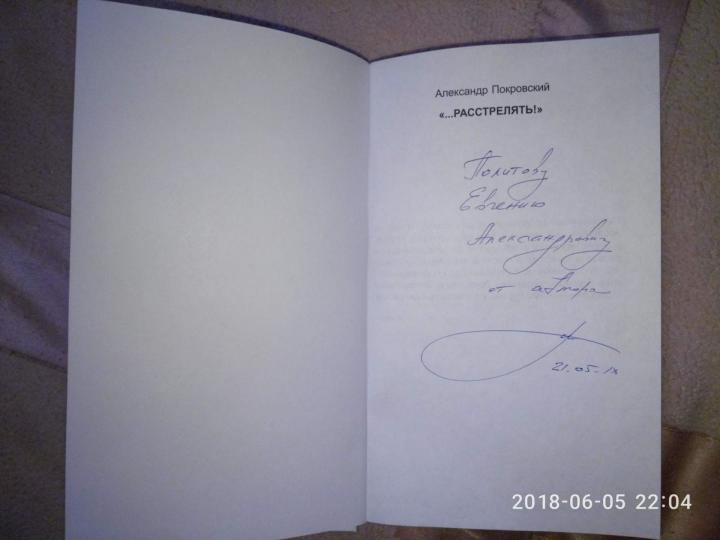 Александр Покровский
«...РАССТРЕЛЯТЬ!»
Политову
Евгению
Александровичу
от автора
21.05.18
2018-06-05 22:04